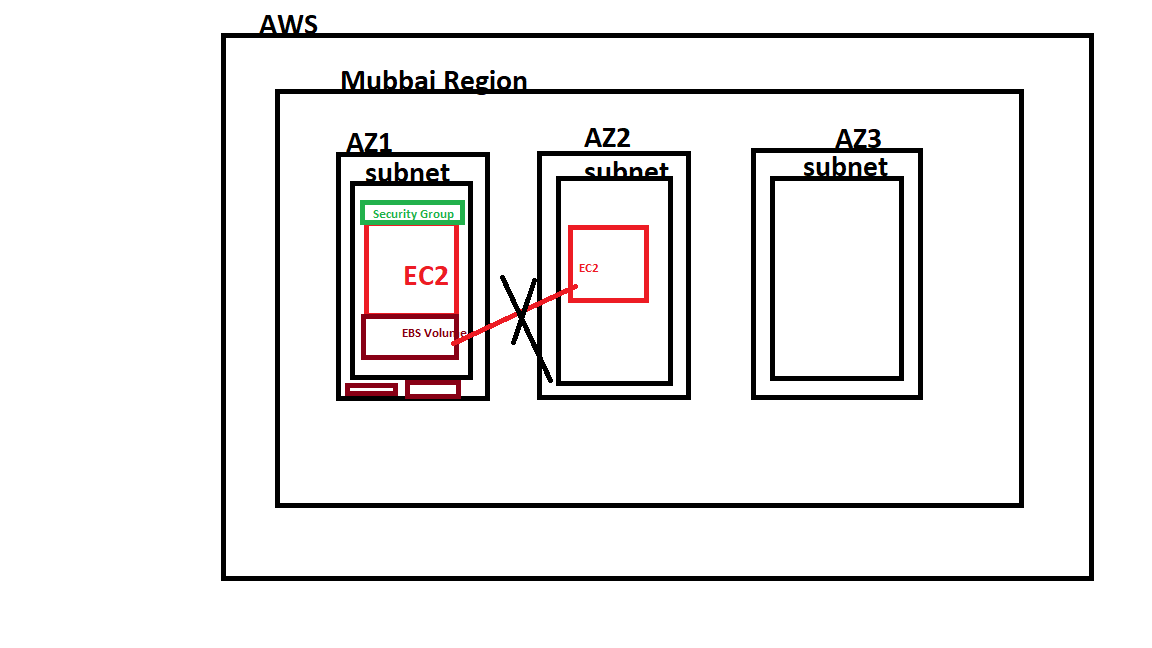 AWS
Mubbai Region
AZ1
AZ2
AZ3
subnet
subnet
subnet
Security Group
EC2
EC2
EBS Volume